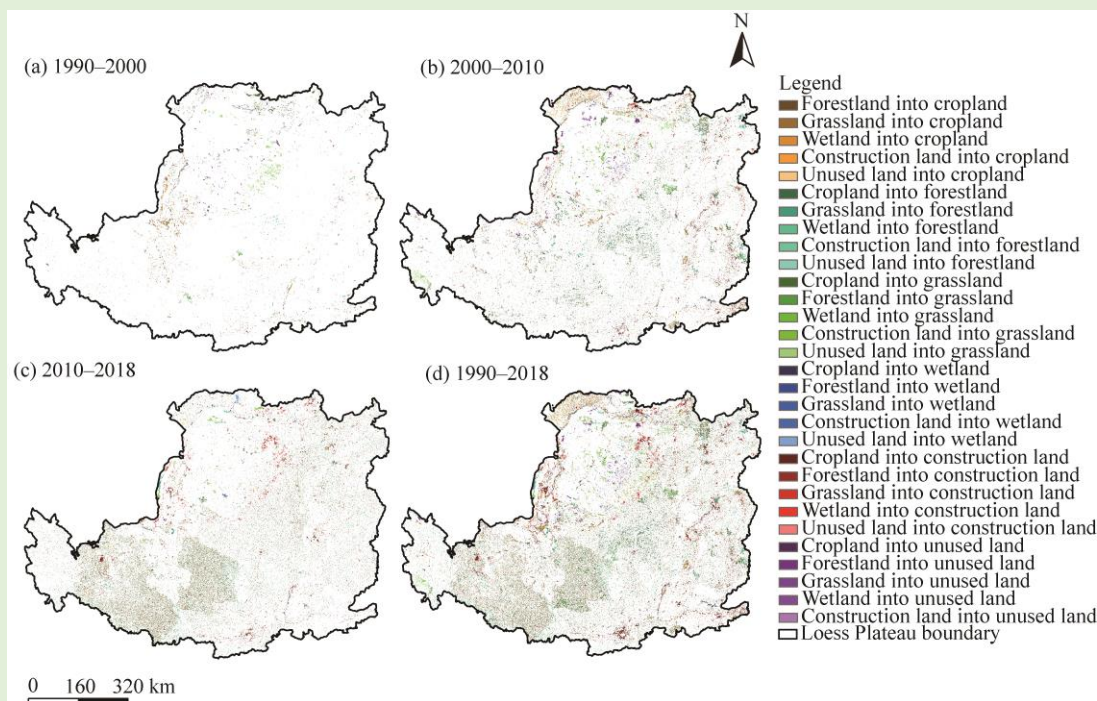 N
(a) 1990–2000
(b) 2000–2010
Legend
Forestland into cropland
Grassland into cropland
Wetland into cropland
Construction land into cropland
Unused land into cropland
Cropland into forestland
Grassland into forestland
Wetland into forestland
Construction land into forestland
Unused land into forestland
Cropland into grassland
Forestland into grassland
Wetland into grassland
Construction land into grassland
Unused land into grassland
Cropland into wetland
Forestland into wetland
Grassland into wetland
Construction land into wetland
Unused land into wetland
Cropland into construction land
Forestland into construction land
Grassland into construction land
Wetland into construction land
Unused land into construction land
Cropland into unused land
Forestland into unused land
Grassland into unused land
Wetland into unused land
Construction land into unused land
Loess Plateau boundary
(c) 2010–2018
(d) 1990–2018
0 160 320 km